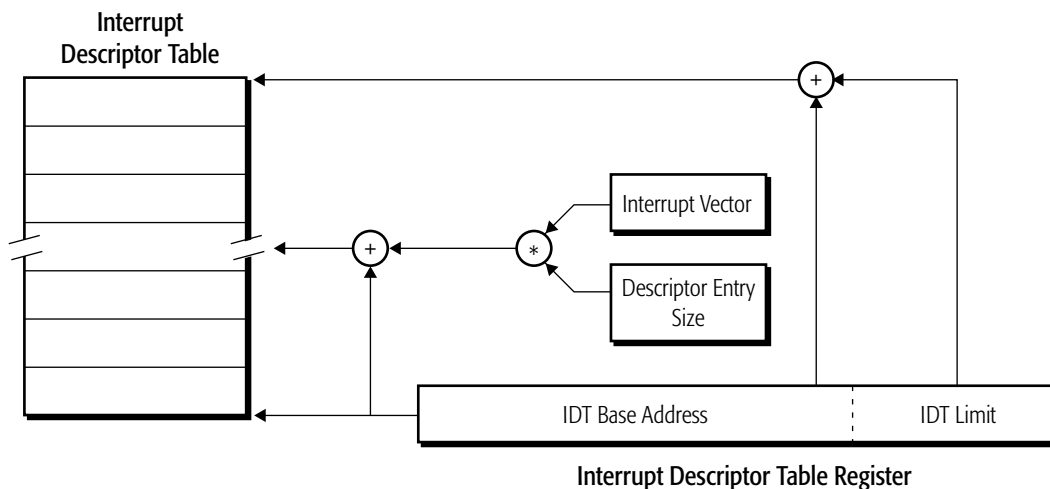 Interrupt
Descriptor Table
+
Interrupt Vector
+
*
Descriptor Entry
Size
IDT Base Address
IDT Limit
Interrupt Descriptor Table Register